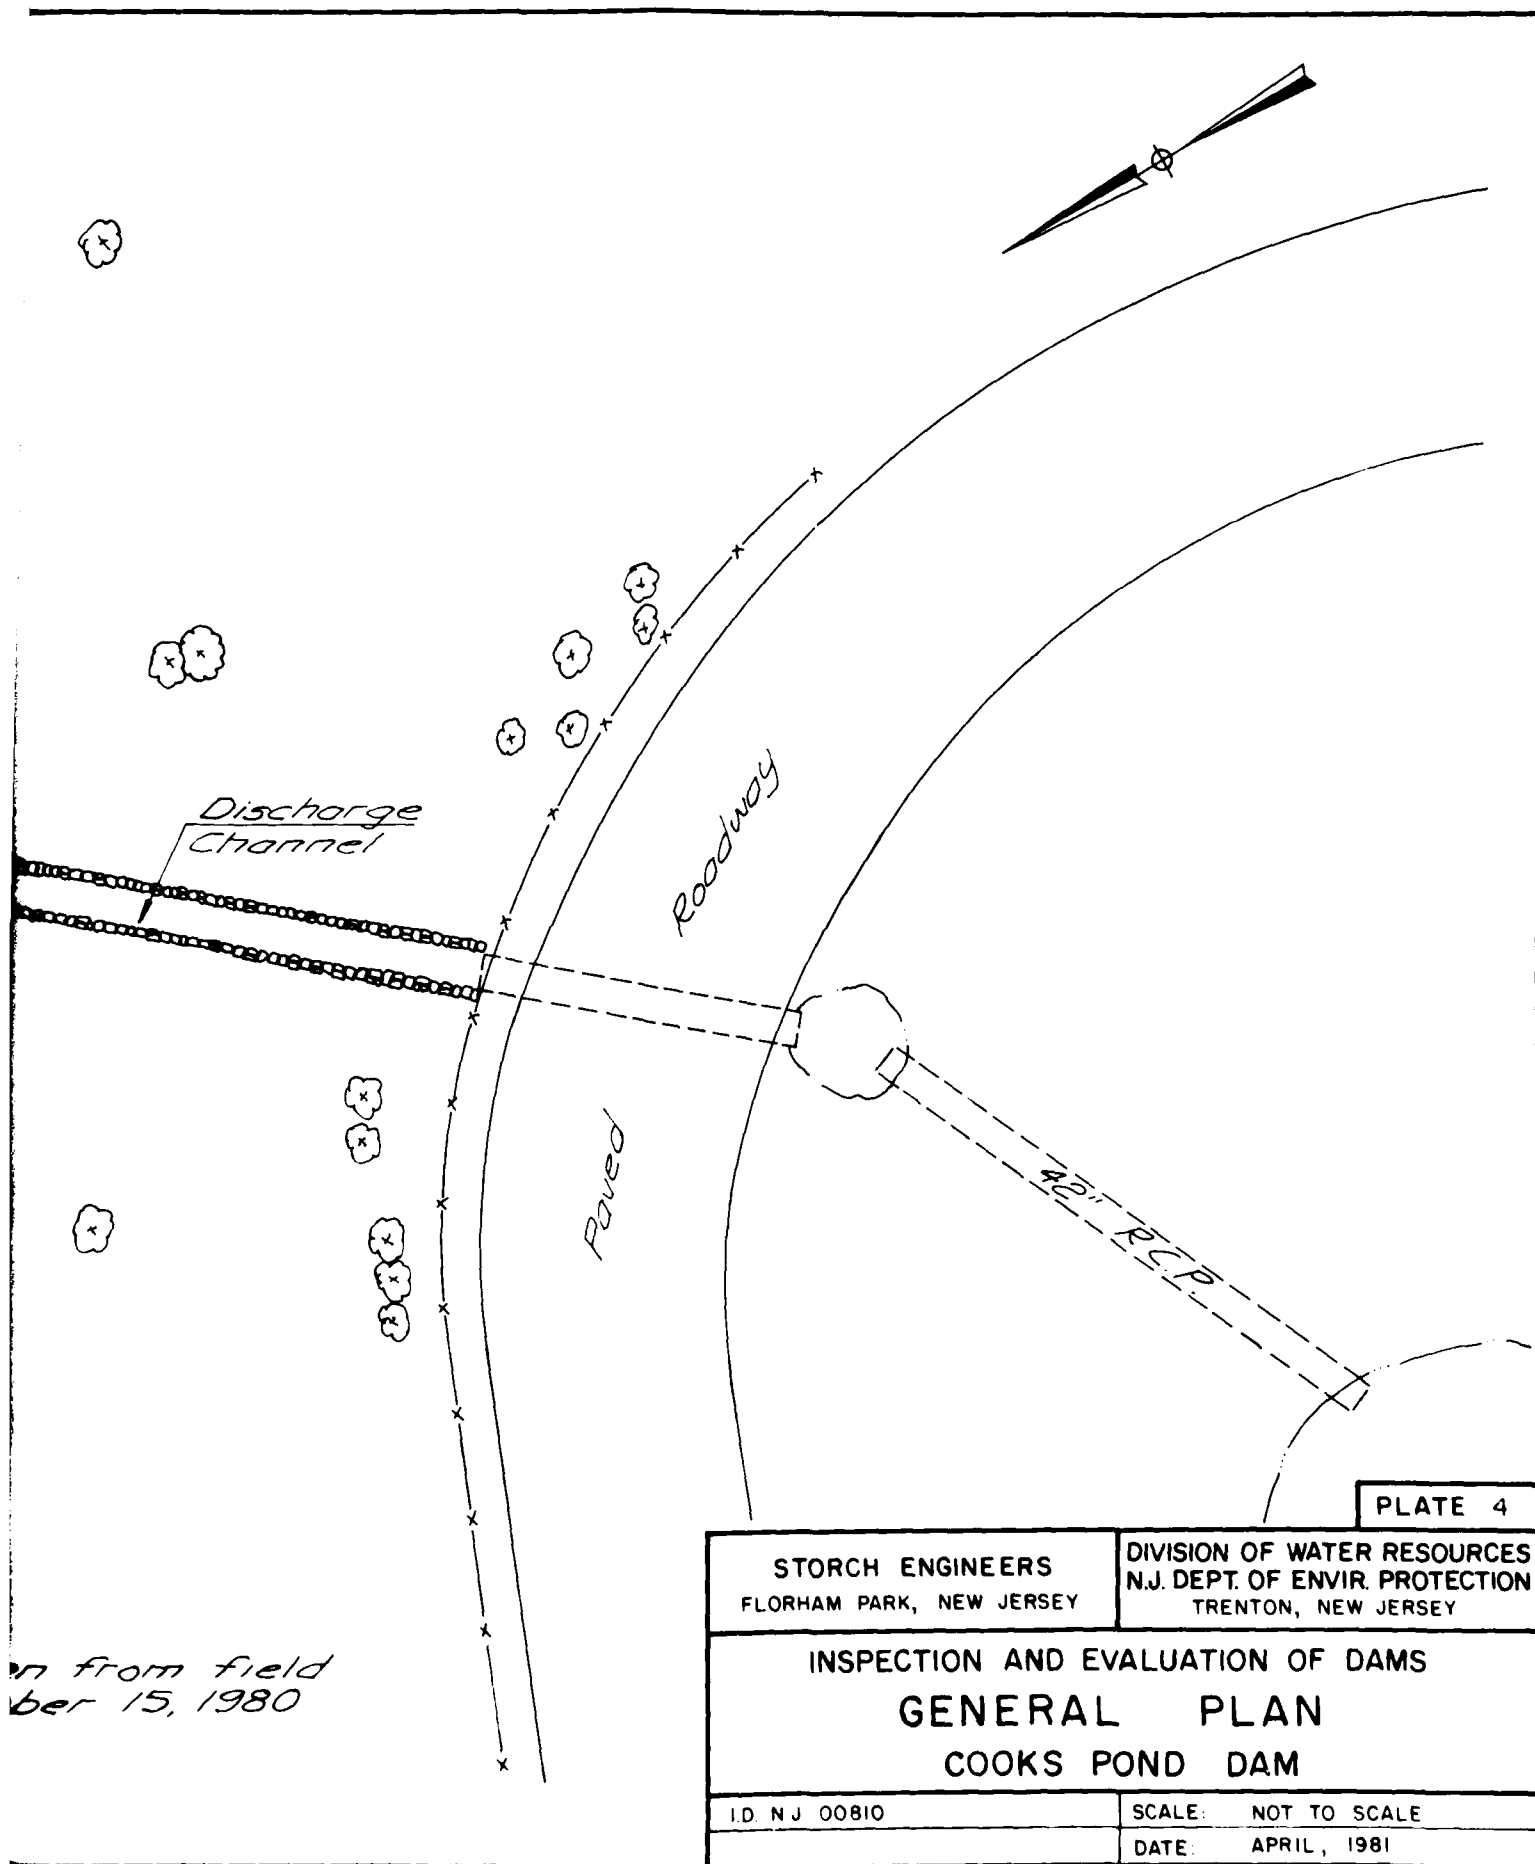 Discharge
Channel
Roadway
Paved
42" R.C.P.
from field
15, 1980
PLATE 4
STORCH ENGINEERS
FLORHAM PARK, NEW JERSEY
DIVISION OF WATER RESOURCES
N.J. DEPT. OF ENVIR. PROTECTION
TRENTON, NEW JERSEY
INSPECTION AND EVALUATION OF DAMS
GENERAL PLAN
COOKS POND DAM
I.D. N J 00810
SCALE: NOT TO SCALE
DATE: APRIL, 1981